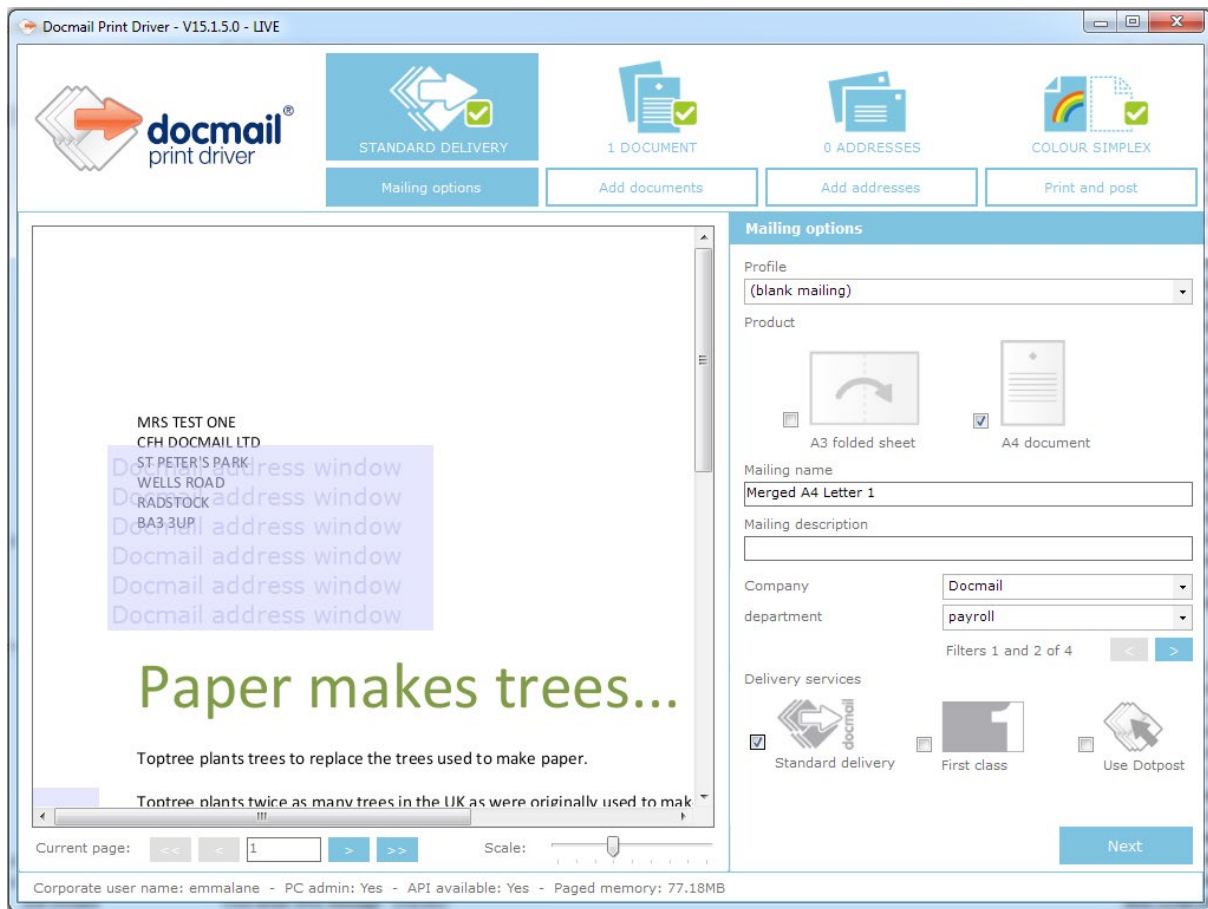 Docmail Print Driver - V15.1.5.0 - LIVE
docmail®
print driver
STANDARD DELIVERY
1 DOCUMENT
0 ADDRESSES
COLOUR SIMPLEX
Mailing options
Add documents
Add addresses
Print and post
MRS TEST ONE
CFH DOCMAIL LTD
ST PETER'S PARK
WELLS ROAD
RADSTOCK
BA3 3UP
Docmail address window
Docmail address window
Docmail address window
Docmail address window
Docmail address window
Docmail address window
Paper makes trees...
Toptree plants trees to replace the trees used to make paper.
Toptree plants twice as many trees in the UK as were originally used to mak
Current page:
<<
<
1
>
>>
Scale:
Mailing options
Profile
(blank mailing)
Product
A3 folded sheet
A4 document
Mailing name
Merged A4 Letter 1
Mailing description
Company
Docmail
department
payroll
Filters 1 and 2 of 4
<
>
Delivery services
docmail
1
Standard delivery
First class
Use Dotpost
Next
Corporate user name: emmalane - PC admin: Yes - API available: Yes - Paged memory: 77.18MB